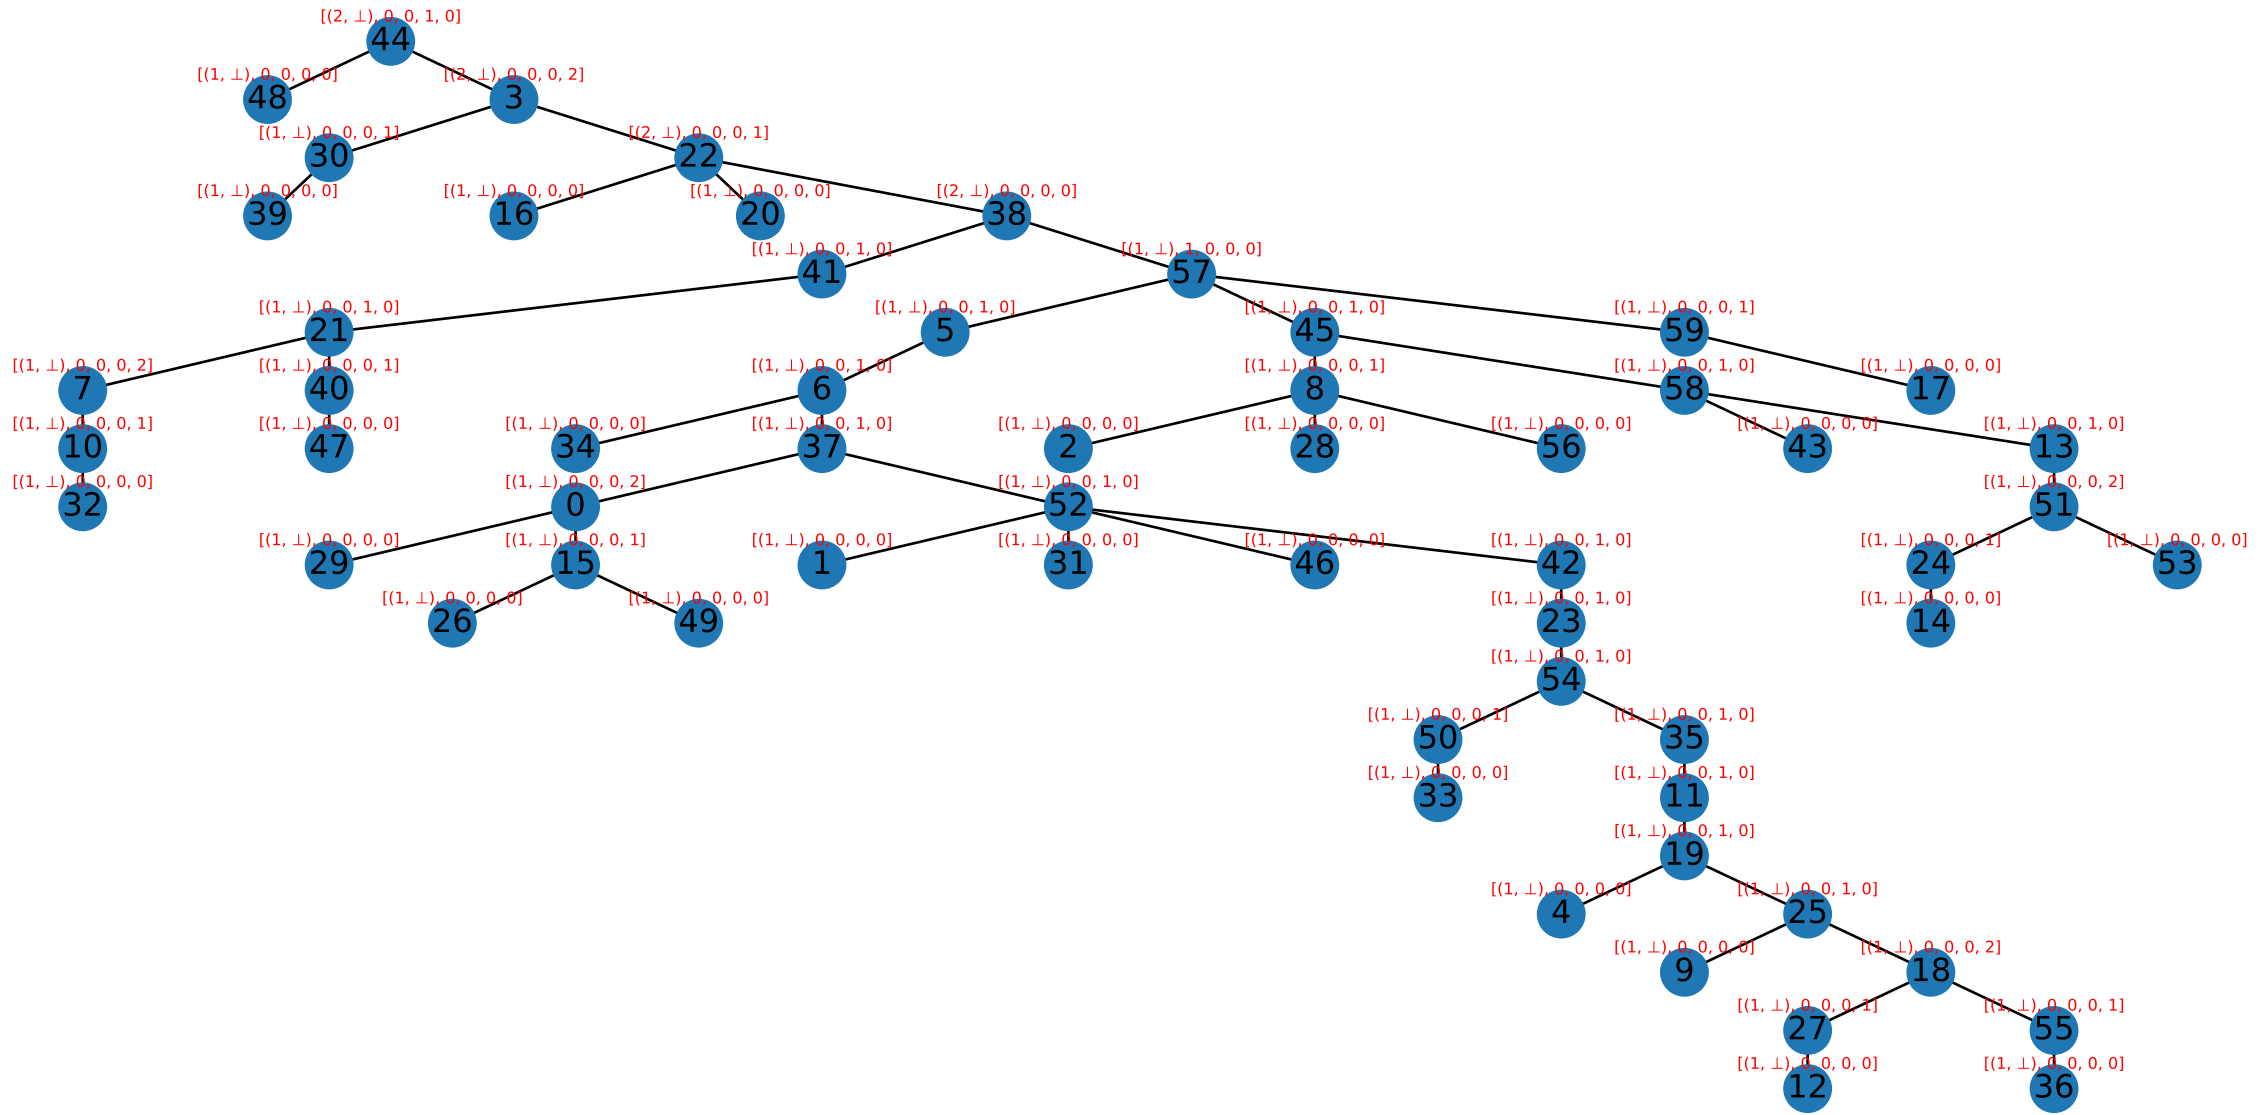 [(2, ⊥), 0, 0, 1, 0]
44
[(1, ⊥), 0, 0, 0, 0] [(2, ⊥), 0, 0, 0, 2]
48 3
[(1, ⊥), 0, 0, 0, 1] [(2, ⊥), 0, 0, 0, 1]
30 22
[(1, ⊥), 0, 0, 0, 0] [(1, ⊥), 0, 0, 0, 0] [(1, ⊥), 0, 0, 0, 0] [(2, ⊥), 0, 0, 0, 0]
39 16 20 38
[(1, ⊥), 0, 0, 1, 0] [(1, ⊥), 1, 0, 0, 0]
41 57
[(1, ⊥), 0, 0, 1, 0] [(1, ⊥), 0, 0, 1, 0] [(1, ⊥), 0, 0, 1, 0] [(1, ⊥), 0, 0, 0, 1]
21 5 45 59
[(1, ⊥), 0, 0, 0, 2] [(1, ⊥), 0, 0, 0, 1] [(1, ⊥), 0, 0, 1, 0] [(1, ⊥), 0, 0, 0, 1] [(1, ⊥), 0, 0, 1, 0] [(1, ⊥), 0, 0, 0, 0]
7 40 6 8 58 17
[(1, ⊥), 0, 0, 0, 1] [(1, ⊥), 0, 0, 0, 0] [(1, ⊥), 0, 0, 0, 0] [(1, ⊥), 0, 0, 1, 0] [(1, ⊥), 0, 0, 0, 0] [(1, ⊥), 0, 0, 0, 0] [(1, ⊥), 0, 0, 0, 0] [(1, ⊥), 0, 0, 0, 0] [(1, ⊥), 0, 0, 1, 0]
10 47 34 37 2 28 56 43 13
[(1, ⊥), 0, 0, 0, 0] [(1, ⊥), 0, 0, 0, 2] [(1, ⊥), 0, 0, 1, 0] [(1, ⊥), 0, 0, 0, 2]
32 0 52 51
[(1, ⊥), 0, 0, 0, 0] [(1, ⊥), 0, 0, 0, 1] [(1, ⊥), 0, 0, 0, 0] [(1, ⊥), 0, 0, 0, 0] [(1, ⊥), 0, 0, 0, 0] [(1, ⊥), 0, 0, 1, 0] [(1, ⊥), 0, 0, 0, 1] [(1, ⊥), 0, 0, 0, 0]
29 15 1 31 46 42 24 53
[(1, ⊥), 0, 0, 0, 0] [(1, ⊥), 0, 0, 0, 0] [(1, ⊥), 0, 0, 1, 0] [(1, ⊥), 0, 0, 0, 0]
26 49 23 14
[(1, ⊥), 0, 0, 1, 0]
54
[(1, ⊥), 0, 0, 0, 1] [(1, ⊥), 0, 0, 1, 0]
50 35
[(1, ⊥), 0, 0, 0, 0] [(1, ⊥), 0, 0, 1, 0]
33 11
[(1, ⊥), 0, 0, 1, 0]
19
[(1, ⊥), 0, 0, 0, 0] [(1, ⊥), 0, 0, 1, 0]
4 25
[(1, ⊥), 0, 0, 0, 0] [(1, ⊥), 0, 0, 0, 2]
9 18
[(1, ⊥), 0, 0, 0, 1] [(1, ⊥), 0, 0, 0, 1]
27 55
[(1, ⊥), 0, 0, 0, 0] [(1, ⊥), 0, 0, 0, 0]
12 36